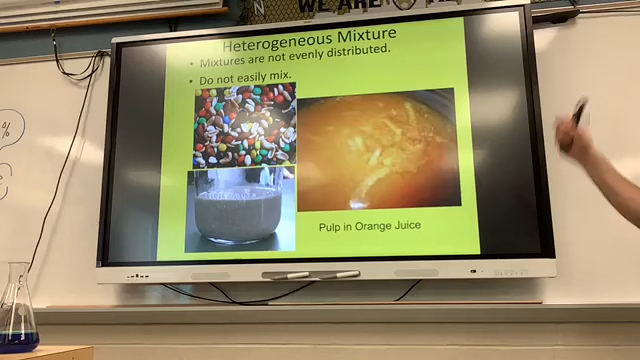 N
WE ARE
%
Heterogeneous Mixture
• Mixtures are not evenly distributed.
• Do not easily mix.
Pulp in Orange Juice